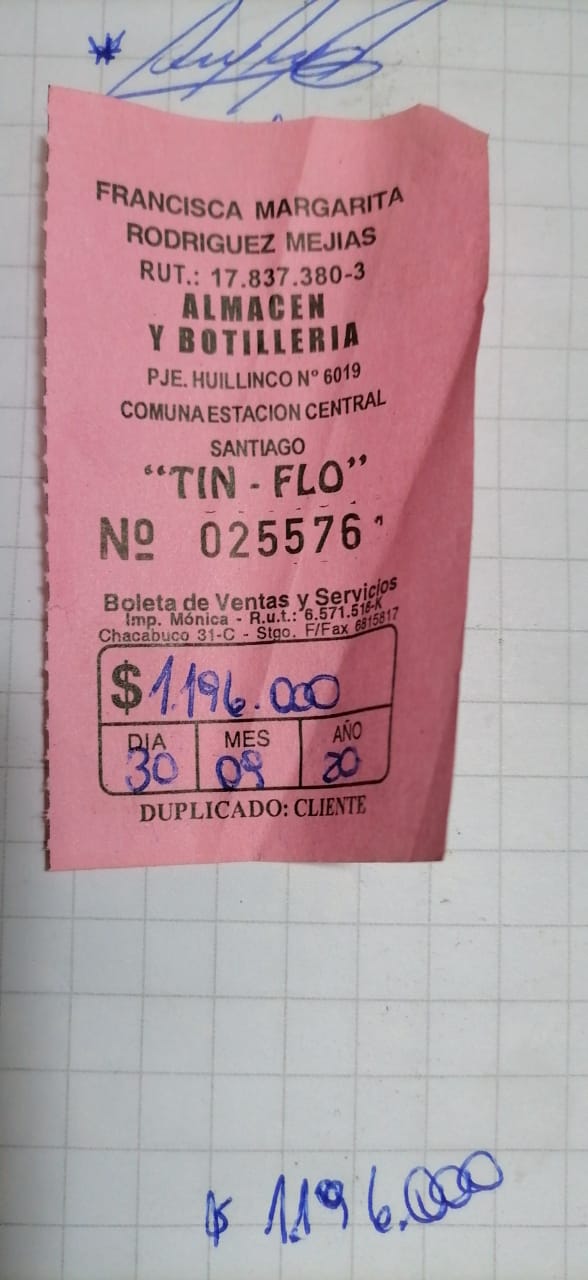 FRANCISCA MARGARITA
RODRIGUEZ MEJIAS
RUT.: 17.837.380-3
ALMACEN
Y BOTILLERIA
PJE. HUILLINCO Nº 6019
COMUNA ESTACION CENTRAL
SANTIAGO
“TIN - FLO”
Nº 025576
Boleta de Ventas y Servicios
Imp. Mónica - R.u.t.: 6.571.518-K
Chacabuco 31-C - Stgo. F/Fax 6815817
$ 1.196.000
DIA MES AÑO
30 09 20
DUPLICADO: CLIENTE
$ 1.196.000